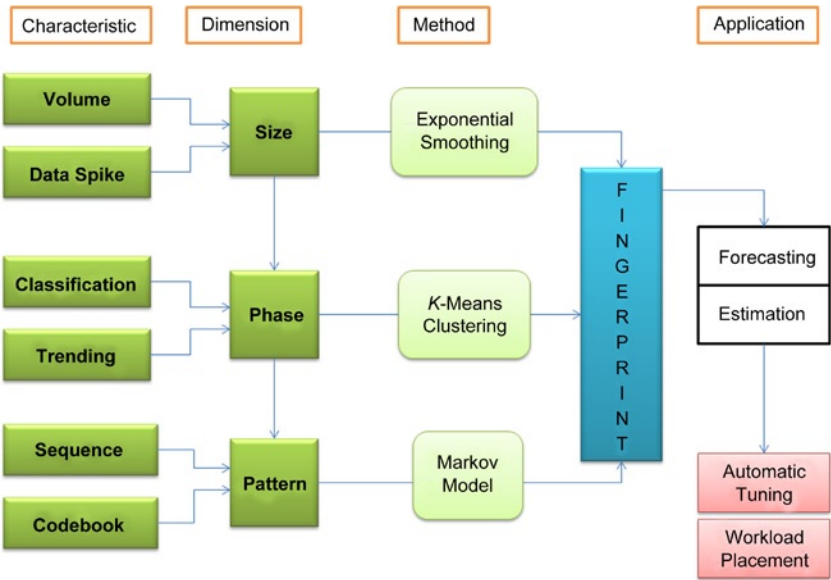 Characteristic
Dimension
Method
Application
Volume
Data Spike
Size
Exponential
Smoothing
Classification
Trending
Phase
K-Means
Clustering
Sequence
Codebook
Pattern
Markov
Model
F
I
N
G
E
R
P
R
I
N
T
Forecasting
Estimation
Automatic
Tuning
Workload
Placement